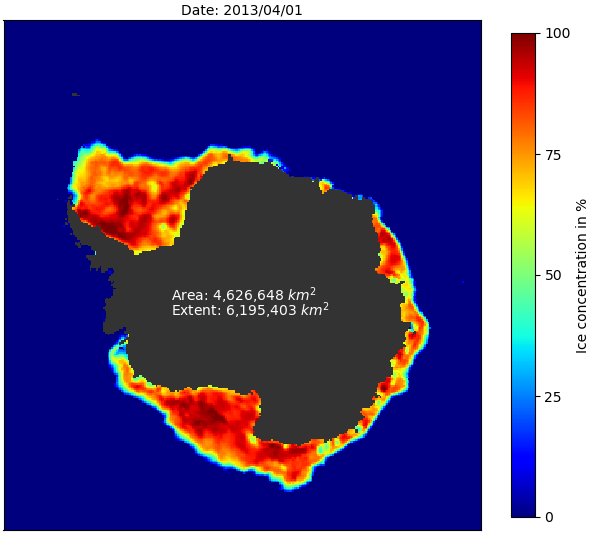 Date: 2013/04/01
Area: 4,626,648 km²
Extent: 6,195,403 km²
100
75
50
25
0
Ice concentration in %